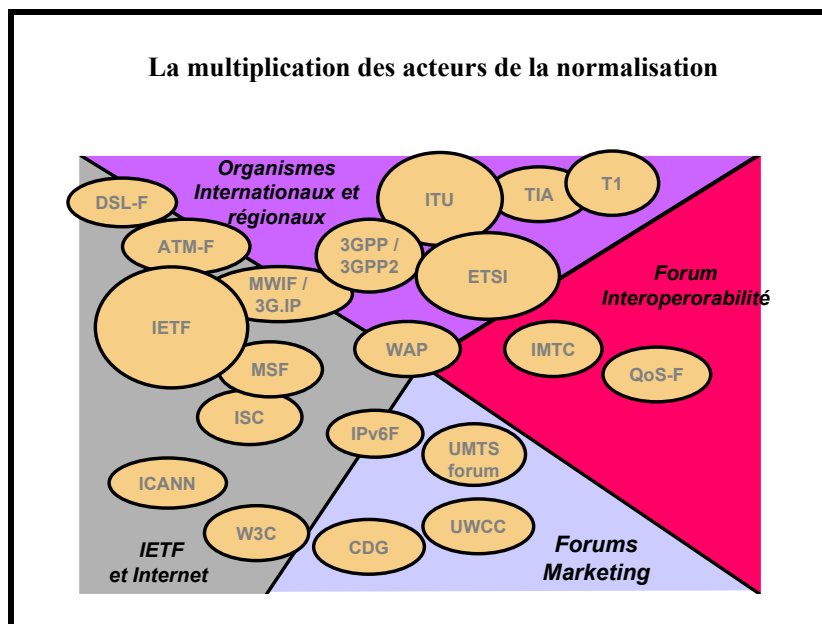 La multiplication des acteurs de la normalisation
Organismes
Internationaux et
régionaux
DSL-F
ITU
TIA
T1
ATM-F
3GPP /
3GPP2
MWIF /
3G.IP
ETSI
Forum
Interoperorabilité
IETF
WAP
IMTC
MSF
QoS-F
ISC
IPv6F
UMTS
forum
ICANN
W3C
CDG
UWCC
IETF
et Internet
Forums
Marketing